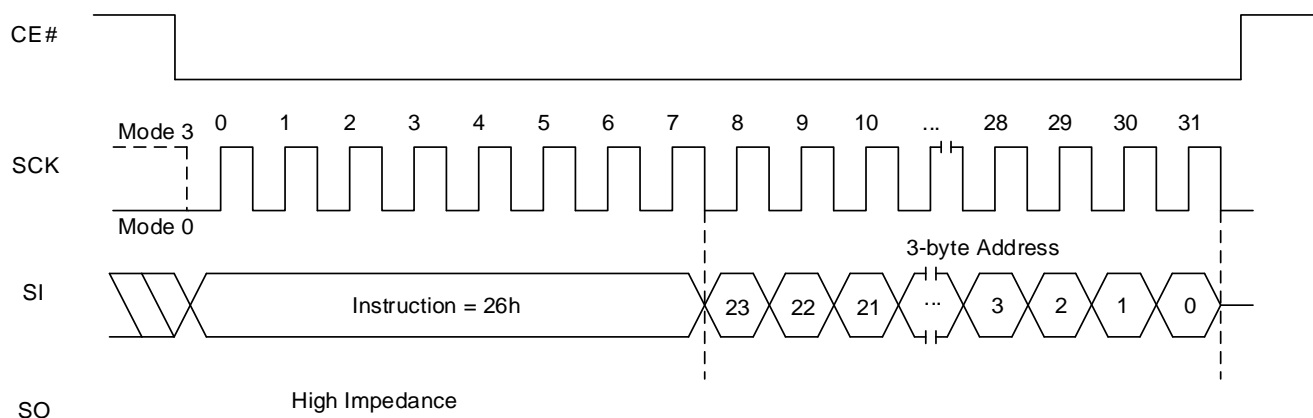 CE#
Mode 3
0 1 2 3 4 5 6 7 8 9 10 ... 28 29 30 31
SCK
Mode 0
3-byte Address
SI
Instruction = 26h
23 22 21 ... 3 2 1 0
High Impedance
SO